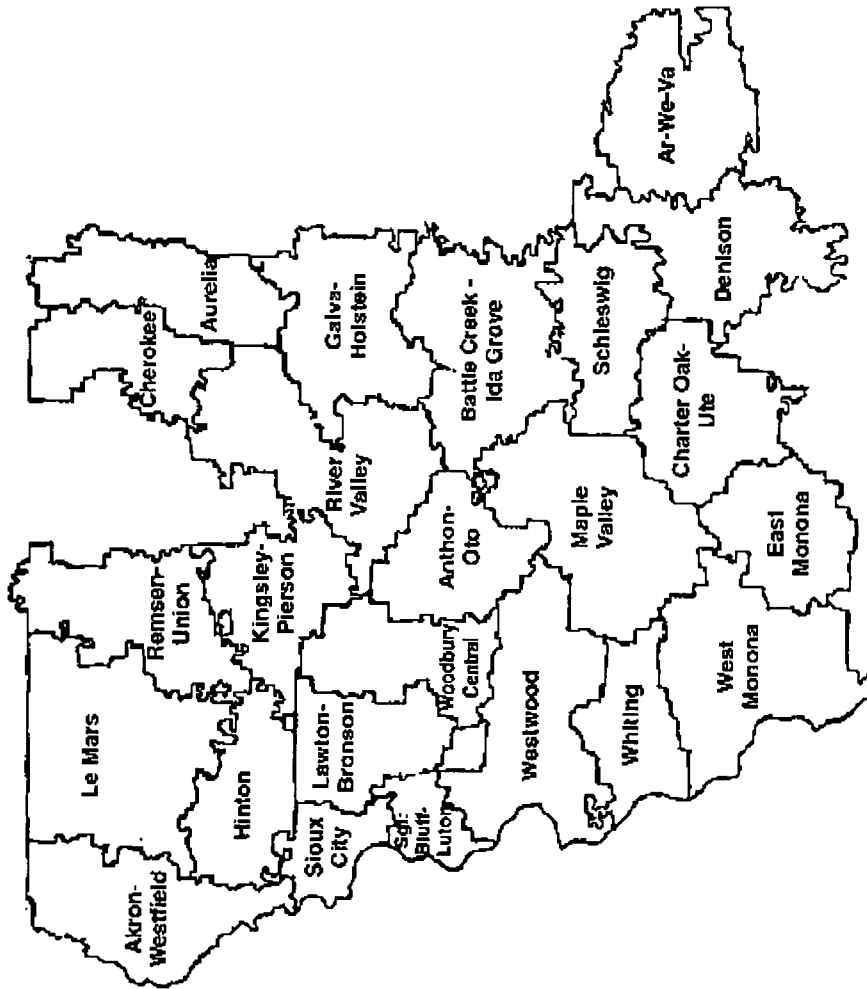 Akron-
Westfield
Le Mars
Remsen-
Union
Cherokee
Aurelia
Hinton
Kingsley-
Pierson
Sioux
City
Lawton-
Bronson
River
Valley
Galva-
Holstein
Sgt.
Bluff-
Luton
Woodbury
Central
Anthon-
Oto
Battle Creek -
Ida Grove
Westwood
Maple
Valley
Schleswig
Whiting
Charter Oak-
Ute
Ar-We-Va
West
Monona
East
Monona
Denison